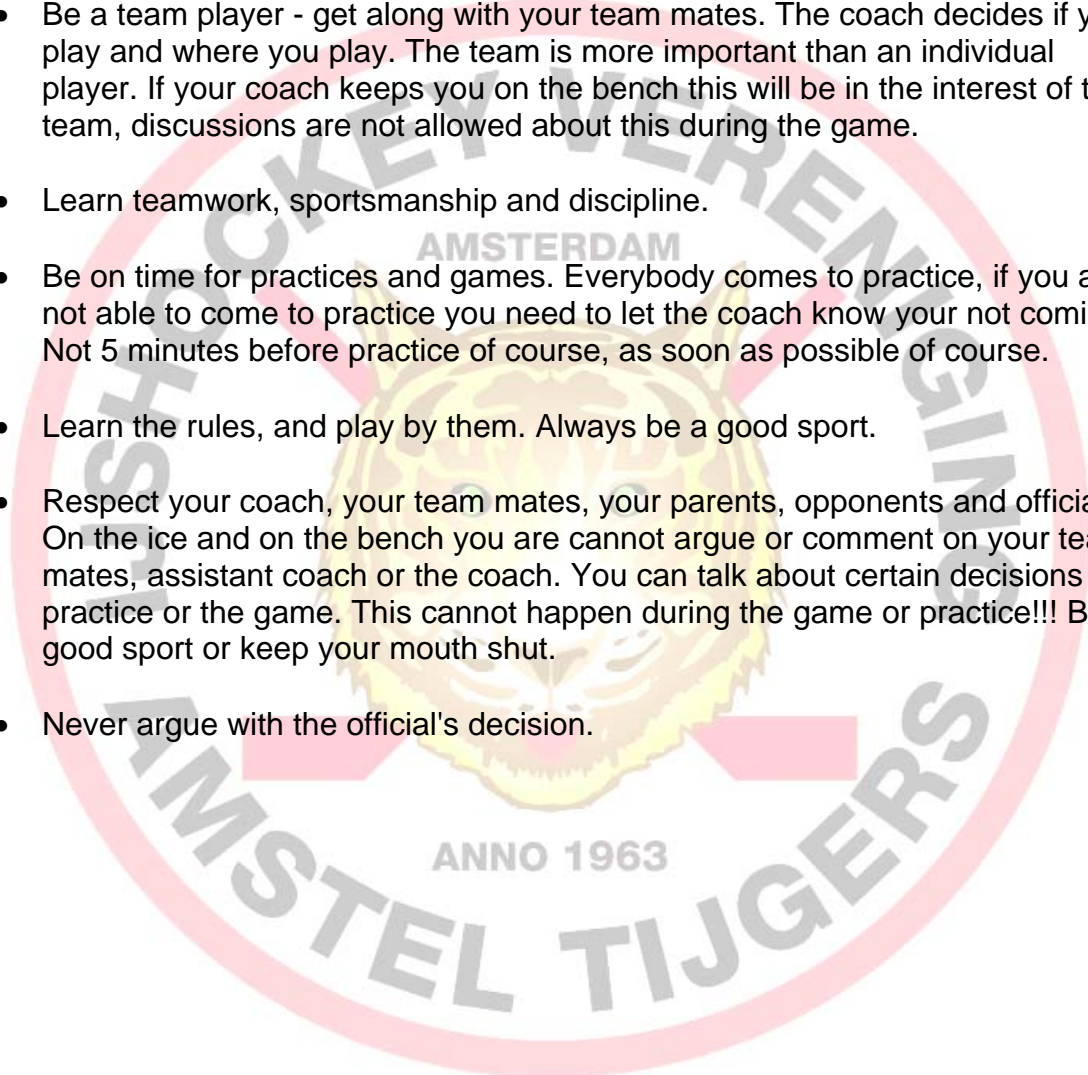 • Be a team player - get along with your team mates. The coach decides if y
play and where you play. The team is more important than an individual
player. If your coach keeps you on the bench this will be in the interest of t
team, discussions are not allowed about this during the game.
• Learn teamwork, sportsmanship and discipline.
• Be on time for practices and games. Everybody comes to practice, if you a
not able to come to practice you need to let the coach know your not comi
Not 5 minutes before practice of course, as soon as possible of course.
• Learn the rules, and play by them. Always be a good sport.
• Respect your coach, your team mates, your parents, opponents and officia
On the ice and on the bench you are cannot argue or comment on your tea
mates, assistant coach or the coach. You can talk about certain decisions
practice or the game. This cannot happen during the game or practice!!! B
good sport or keep your mouth shut.
• Never argue with the official's decision.
IJSHOCKEY VERENIGING
AMSTERDAM
ANNO 1963
AMSTEL TIJGERS